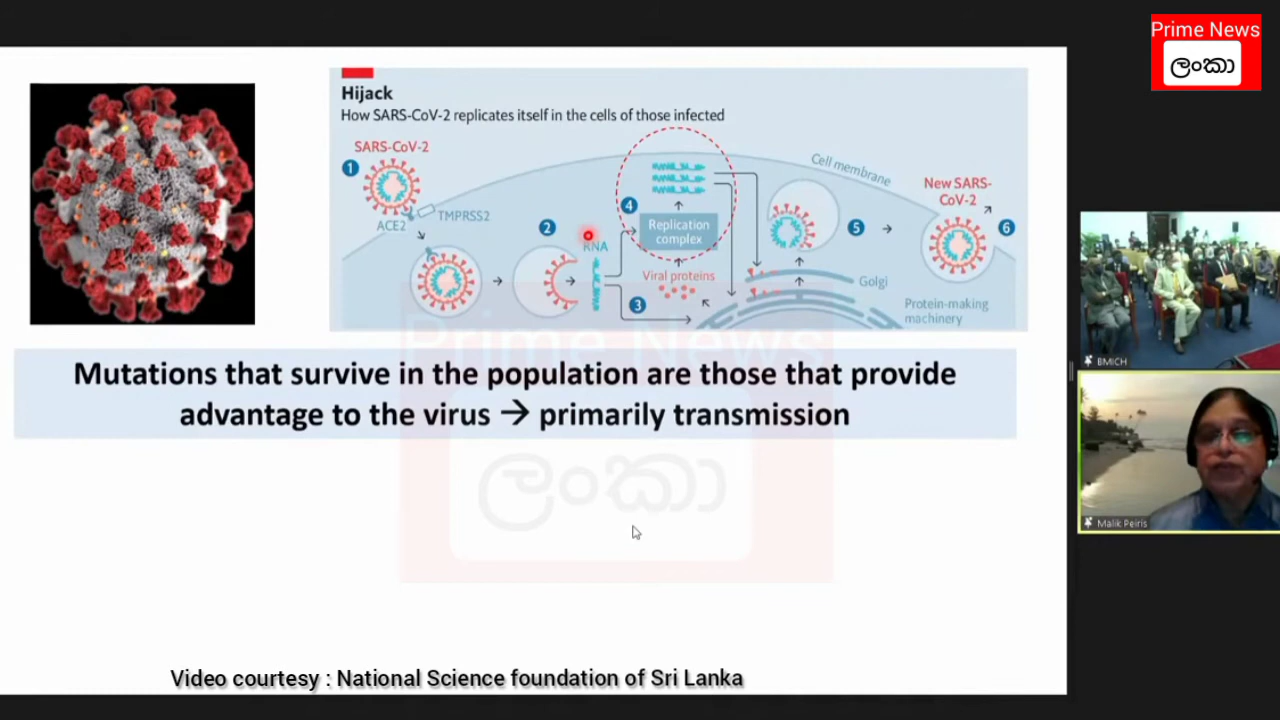 Prime News
ලංකා
Hijack
How SARS-CoV-2 replicates itself in the cells of those infected
SARS-CoV-2
1
ACE2
TMPRSS2
2
RNA
3
4
Replication
complex
Viral proteins
Cell membrane
5
Golgi
Protein-making
machinery
New SARS-
CoV-2
6
Mutations that survive in the population are those that provide
advantage to the virus → primarily transmission
Prime News
ලංකා
BMICH
Malik Peiris
Video courtesy : National Science foundation of Sri Lanka